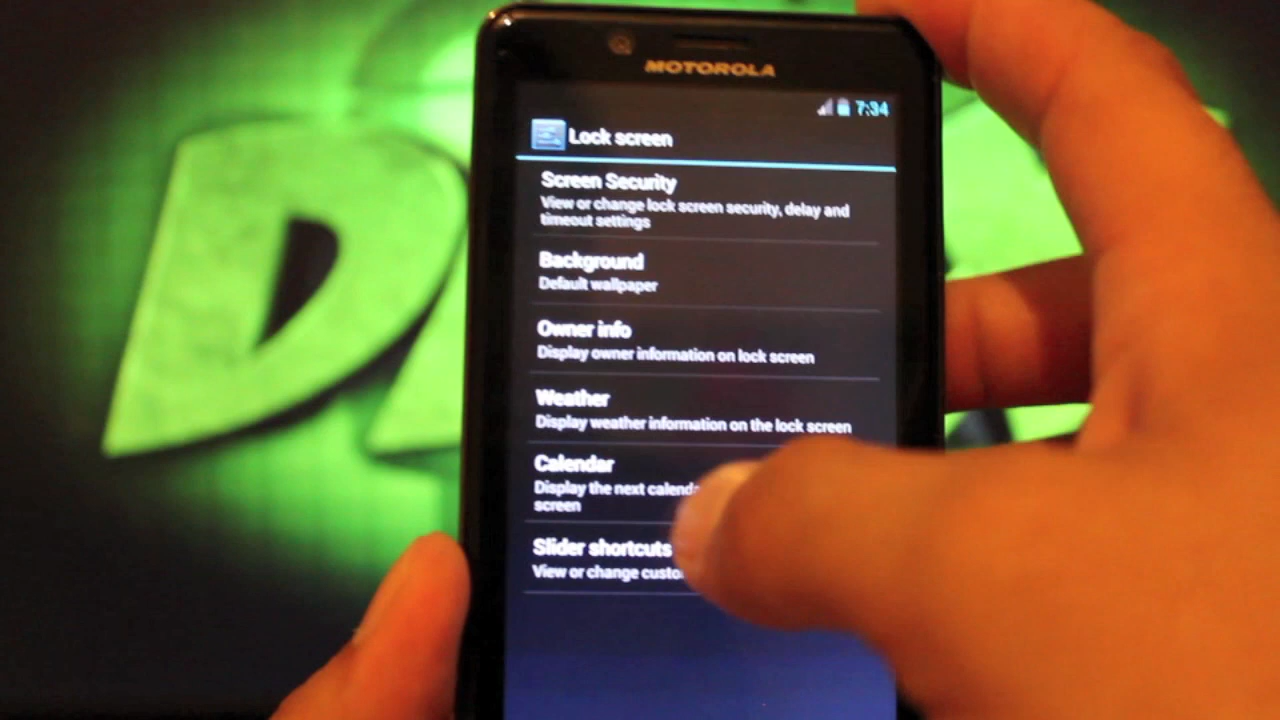 MOTOROLA
7:34
Lock screen
Screen Security
View or change lock screen security, delay and
timeout settings
Background
Default wallpaper
Owner info
Display owner information on lock screen
Weather
Display weather information on the lock screen
Calendar
Display the next
screen
Slider shortcuts
View or change